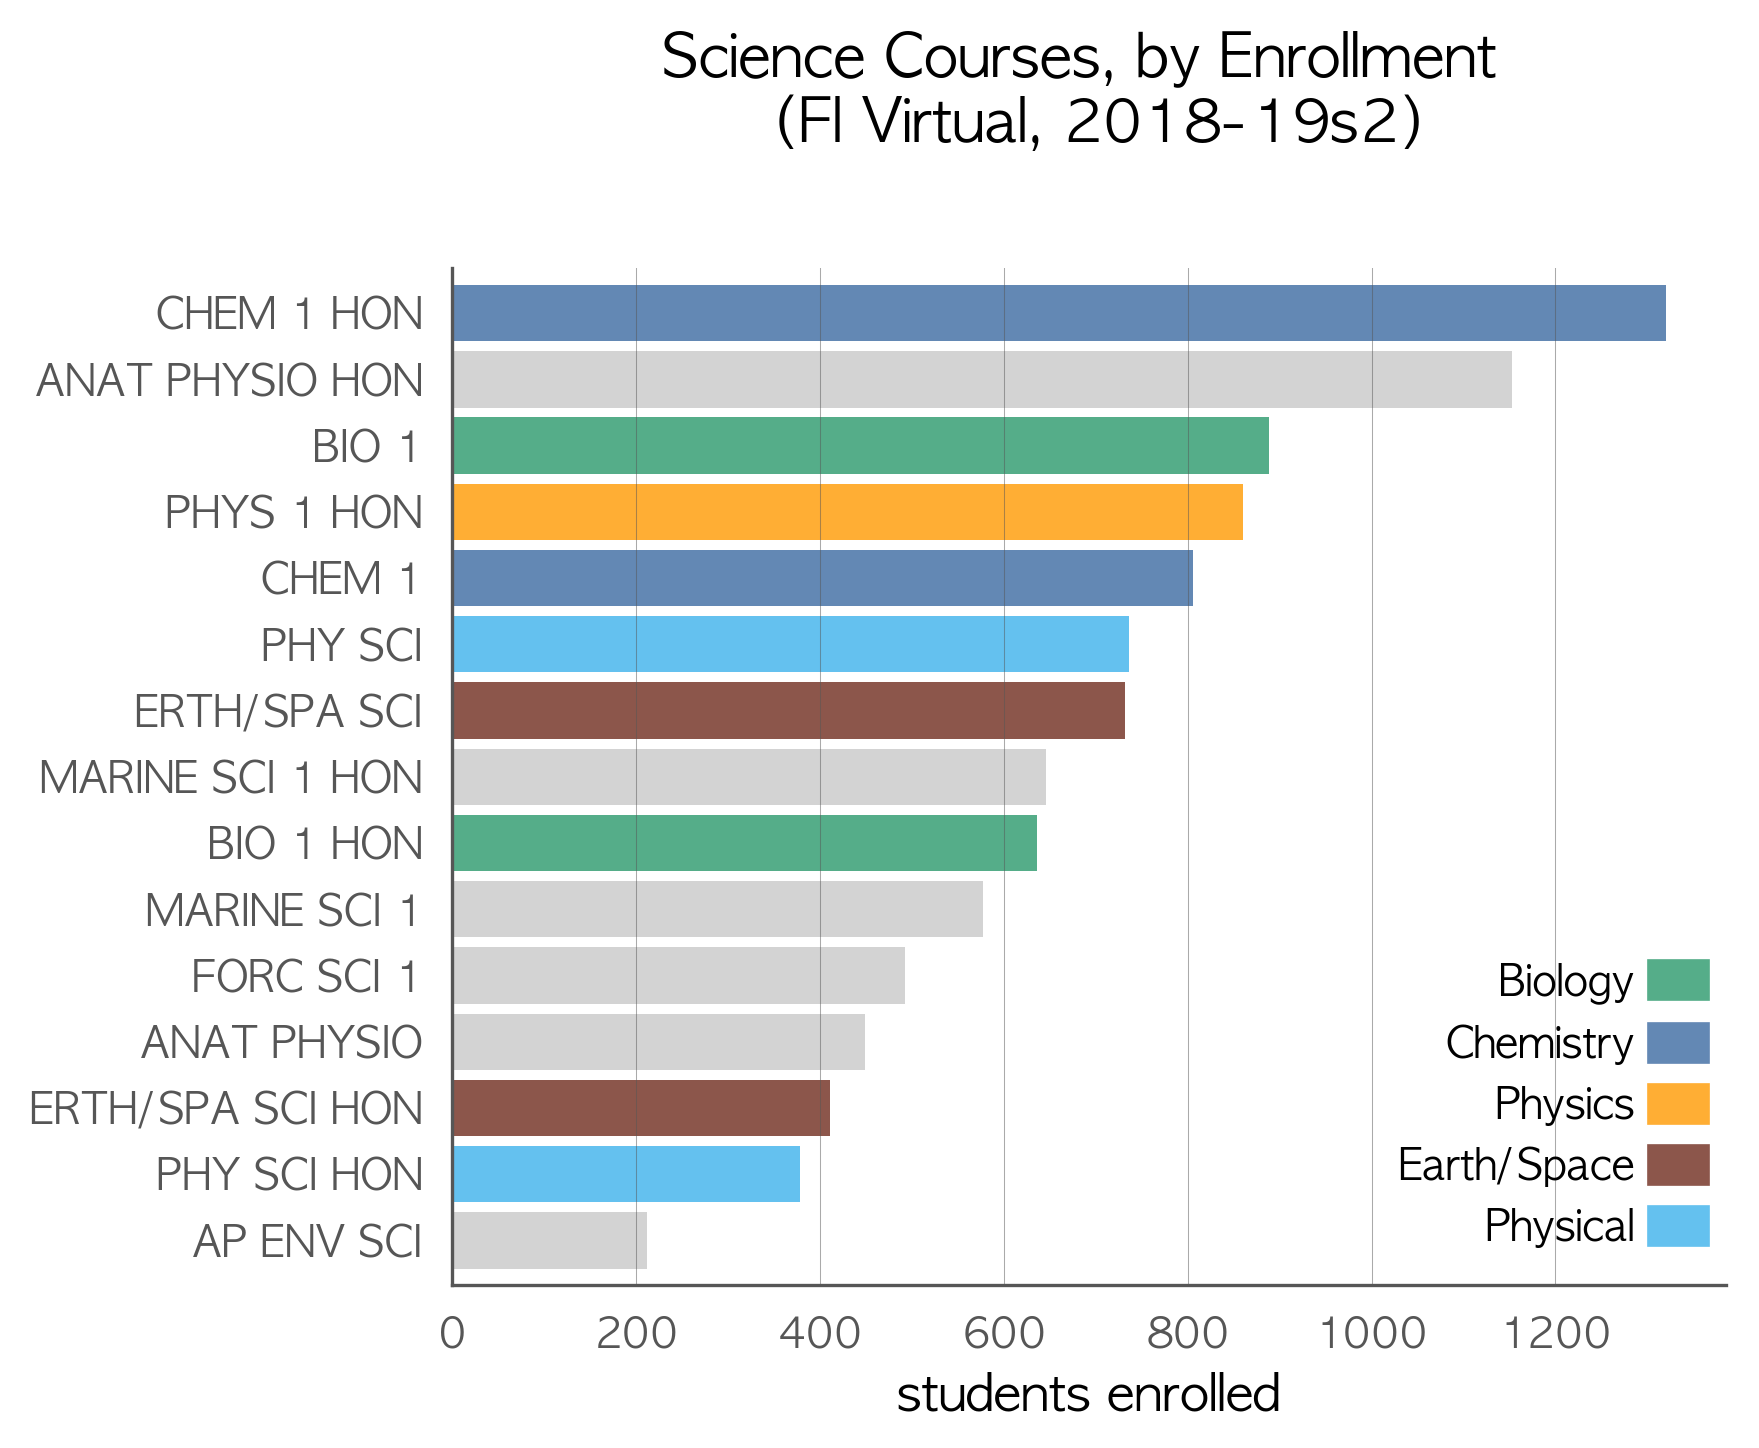 Science Courses, by Enrollment
(Fl Virtual, 2018-19s2)
CHEM 1 HON
ANAT PHYSIO HON
BIO 1
PHYS 1 HON
CHEM 1
PHY SCI
ERTH/SPA SCI
MARINE SCI 1 HON
BIO 1 HON
MARINE SCI 1
FORC SCI 1
ANAT PHYSIO
ERTH/SPA SCI HON
PHY SCI HON
AP ENV SCI
Biology
Chemistry
Physics
Earth/Space
Physical
0 200 400 600 800 1000 1200
students enrolled